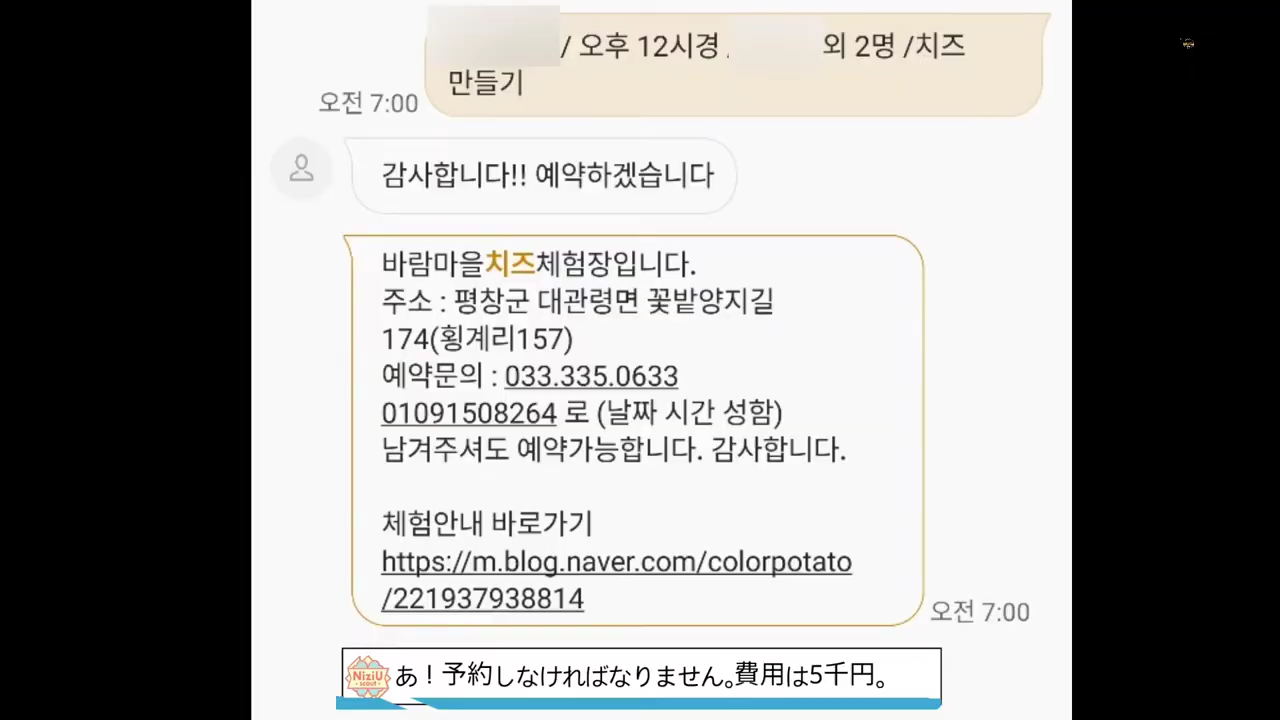 / 오후 12시경 / 외 2명 /치즈
만들기
오전 7:00
감사합니다!! 예약하겠습니다
바람마을치즈체험장입니다.
주소 : 평창군 대관령면 꽃밭양지길
174(횡계리157)
예약문의 : 033.335.0633
01091508264 로 (날짜 시간 성함)
남겨주셔도 예약가능합니다. 감사합니다.
체험안내 바로가기
https://m.blog.naver.com/colorpotato
/221937938814
오전 7:00
NiziU
scout
あ！予約しなければなりません。費用は5千円。